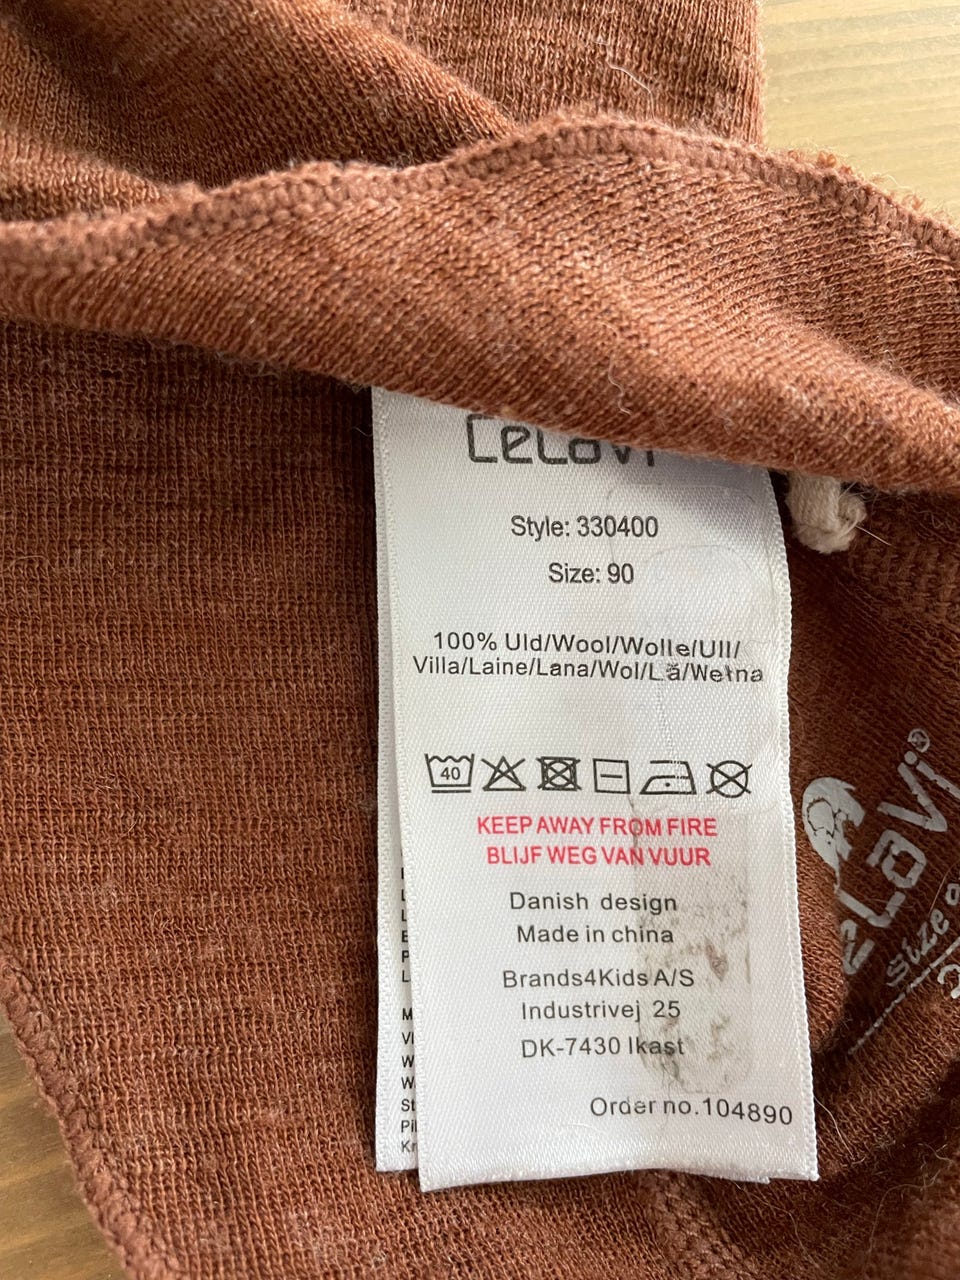 CeLaVi
Style: 330400
Size: 90
100% Uld/Wool/Wolle/Ull/
Villa/Laine/Lana/Wol/Lã/Wełna
40
KEEP AWAY FROM FIRE
BLIJF WEG VAN VUUR
Danish design
Made in china
Brands4Kids A/S
Industrivej 25
DK-7430 Ikast
Order no.104890
CeLavi®
size